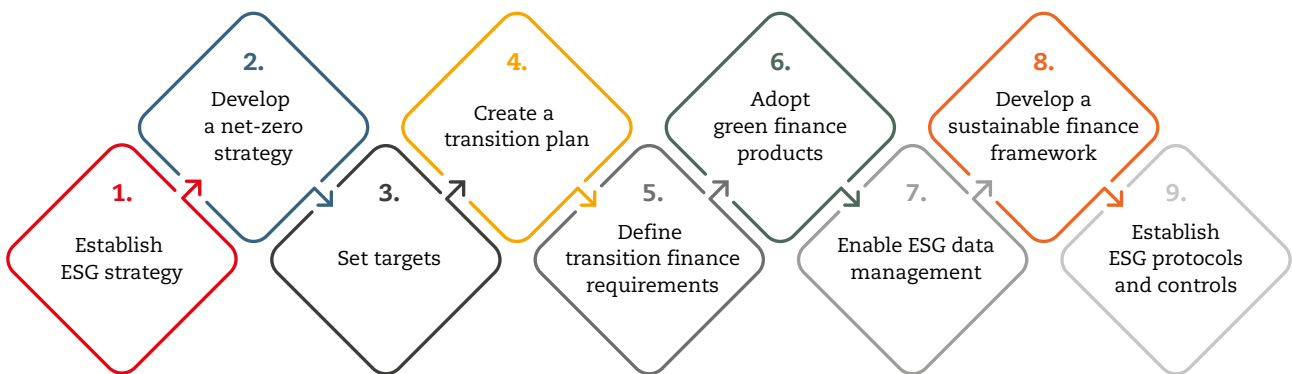 1.
Establish
ESG strategy
2.
Develop
a net-zero
strategy
3.
Set targets
4.
Create a
transition plan
5.
Define
transition finance
requirements
6.
Adopt
green finance
products
7.
Enable ESG data
management
8.
Develop a
sustainable finance
framework
9.
Establish
ESG protocols
and controls